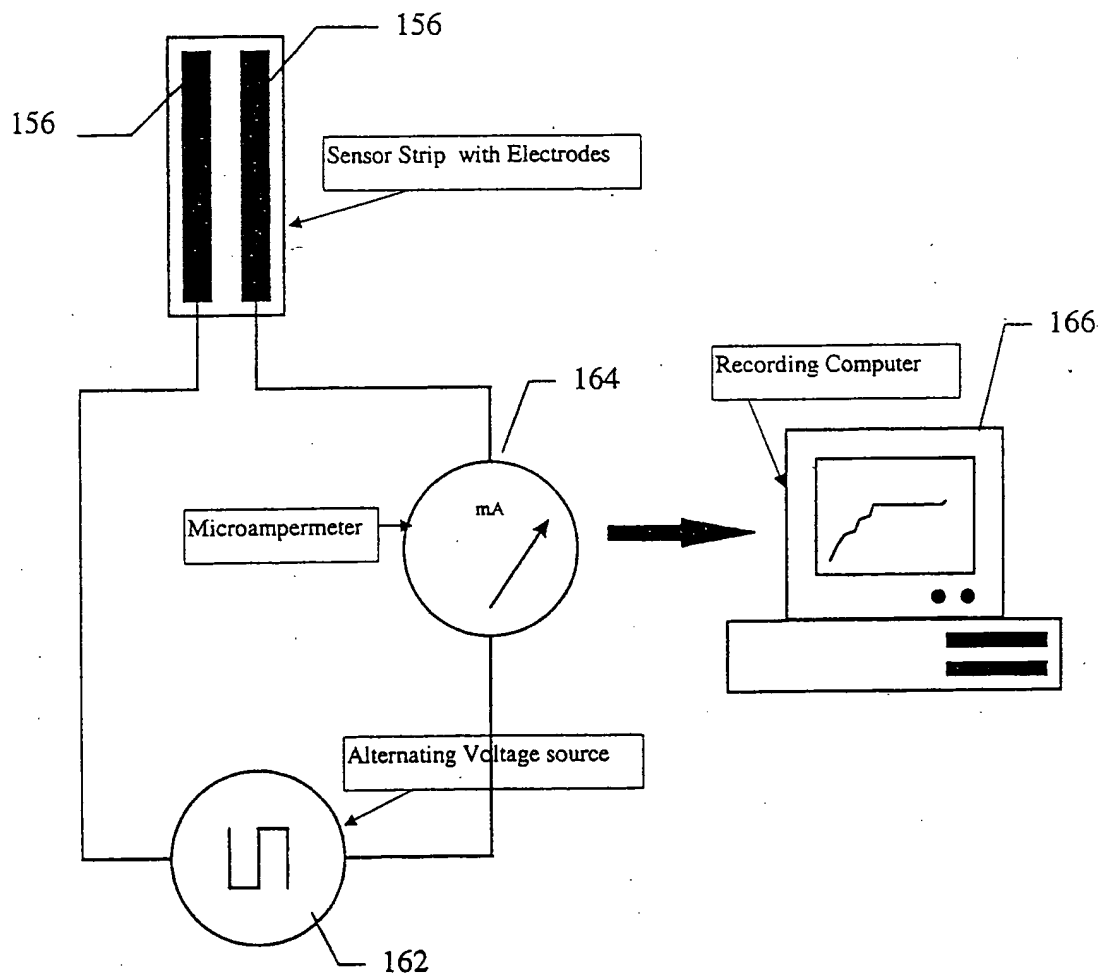 156
156
Sensor Strip with Electrodes
166
Recording Computer
164
mA
Microampermeter
Alternating Voltage source
162